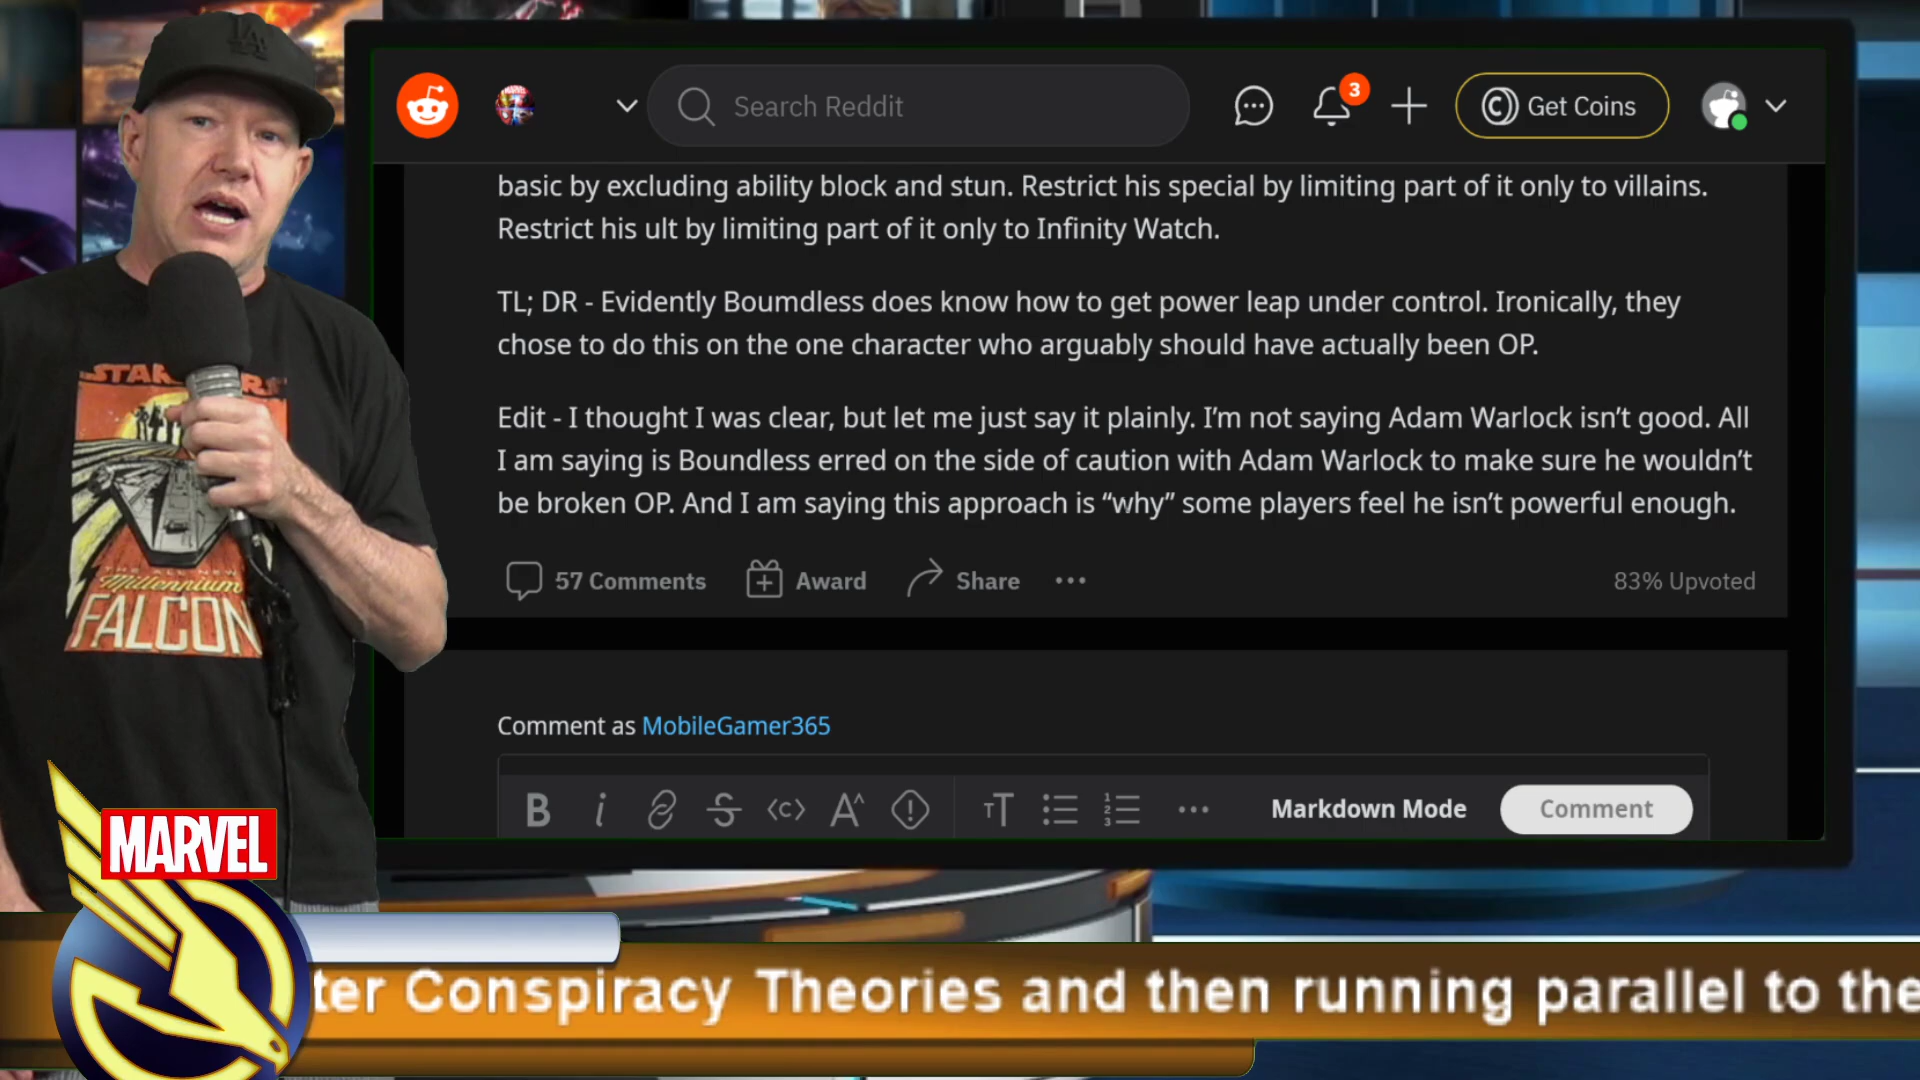 Search Reddit
3
Get Coins
basic by excluding ability block and stun. Restrict his special by limiting part of it only to villains.
Restrict his ult by limiting part of it only to Infinity Watch.
TL; DR - Evidently Boumdless does know how to get power leap under control. Ironically, they
chose to do this on the one character who arguably should have actually been OP.
Edit - I thought I was clear, but let me just say it plainly. I’m not saying Adam Warlock isn’t good. All
I am saying is Boundless erred on the side of caution with Adam Warlock to make sure he wouldn’t
be broken OP. And I am saying this approach is “why” some players feel he isn’t powerful enough.
57 Comments Award Share 83% Upvoted
Comment as MobileGamer365
Markdown Mode Comment
THE ALL NEW
Millennium
FALCON
MARVEL
ter Conspiracy Theories and then running parallel to the